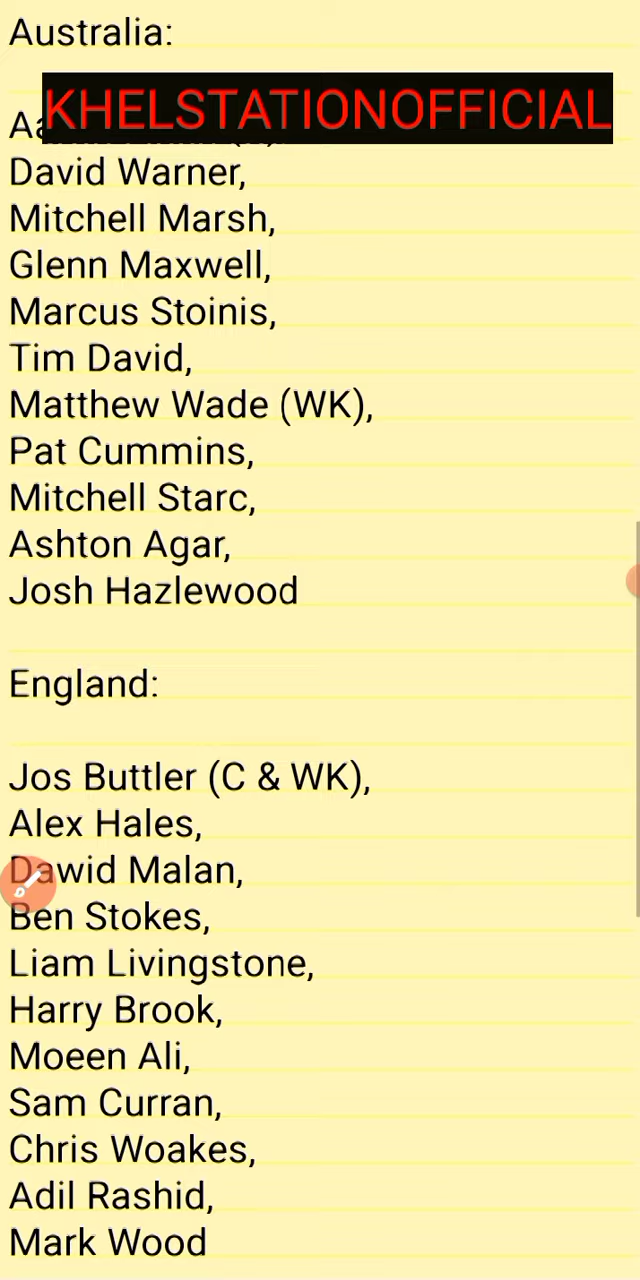 Australia:
KHELSTATIONOFFICIAL
David Warner,
Mitchell Marsh,
Glenn Maxwell,
Marcus Stoinis,
Tim David,
Matthew Wade (WK),
Pat Cummins,
Mitchell Starc,
Ashton Agar,
Josh Hazlewood
England:
Jos Buttler (C & WK),
Alex Hales,
Dawid Malan,
Ben Stokes,
Liam Livingstone,
Harry Brook,
Moeen Ali,
Sam Curran,
Chris Woakes,
Adil Rashid,
Mark Wood